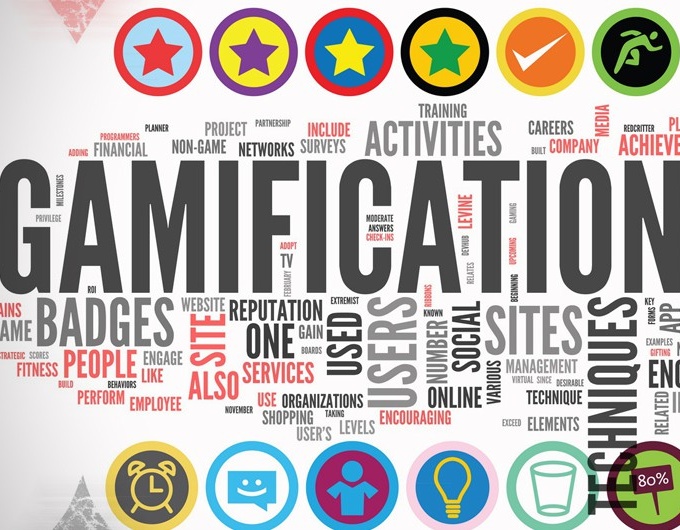 TRAINING
PLANNER
PARTNERSHIP
PROGRAMMERS
PROJECT
INCLUDE
ACTIVITIES
CAREERS
MEDIA
REDCRITTER
ADDING
FINANCIAL
NON-GAME
NETWORKS
SURVEYS
BUILT
COMPANY
ACHIEVE
MILESTONES
PRIVILEGE
GAMIFICATION
MODERATE
ANSWERS
CHECK-INS
ADOPT
TV
FEBRUARY
LEVINE
DEVHUB
RELATES
GAMING
UPCOMING
BEGINNING
ROI
AINS
AME
BADGES
WEBSITE
REPUTATION
EXTREMIST
RIBBONS
KNOWN
KEY
FORMS
APP
SITE
ONE
GAIN
BOARDS
USED
USERS
NUMBER
SOCIAL
SITES
TECHNIQUES
STRATEGIC
SCORES
PEOPLE
ENGAGE
FITNESS
LIKE
BUILD
BEHAVIORS
ALSO
SERVICES
ONLINE
VARIOUS
MANAGEMENT
VIRTUAL
SINCE
DESIRABLE
TECHNIQUE
EXAMPLES
GIFTING
ENG
RELATED
PERFORM
EMPLOYEE
NOVEMBER
USE
ORGANIZATIONS
SHOPPING
TAKING
ENCOURAGING
USER'S
LEVELS
EXCEED
ELEMENTS
80%